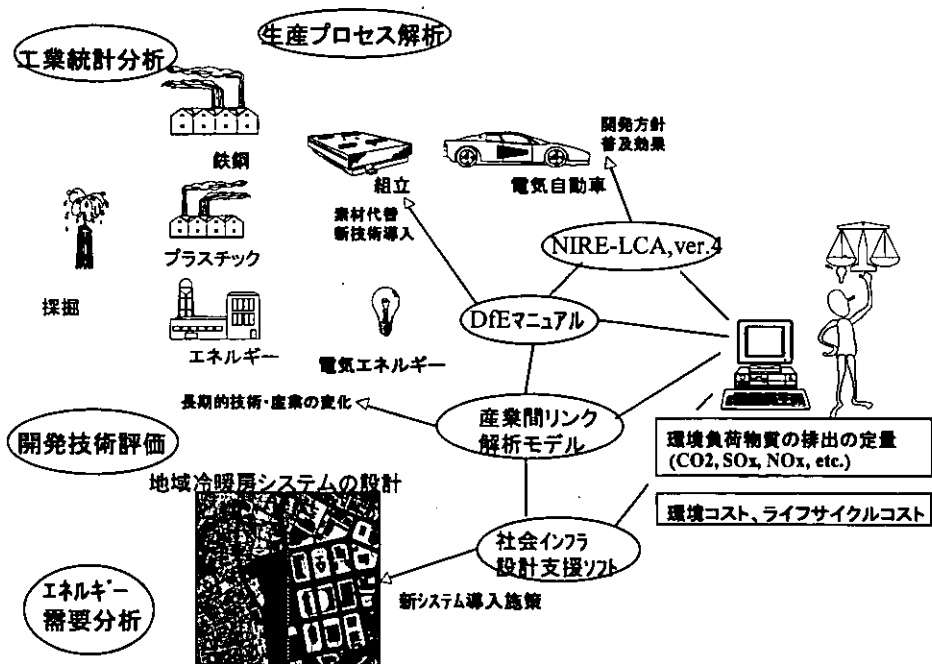 生産プロセス解析
工業統計分析
鉄鋼
組立
電気自動車
開発方針
普及効果
素材代替
新技術導入
NIRE-LCA,ver.4
プラスチック
採掘
DfEマニュアル
エネルギー
電気エネルギー
長期的技術・産業の変化
産業間リンク
解析モデル
開発技術評価
環境負荷物質の排出の定量
(CO2, SOx, NOx, etc.)
地域冷暖房システムの設計
環境コスト、ライフサイクルコスト
社会インフラ
設計支援ソフト
エネルギー
需要分析
新システム導入施策